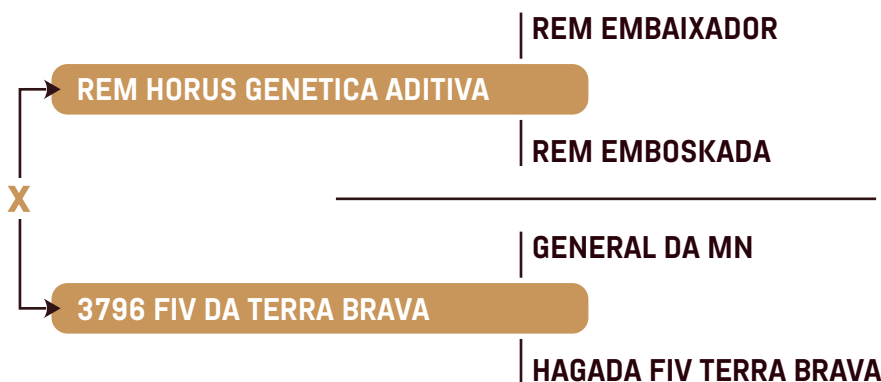 REM EMBAIXADOR
REM HORUS GENETICA ADITIVA
REM EMBOSKADA
X
GENERAL DA MN
3796 FIV DA TERRA BRAVA
HAGADA FIV TERRA BRAVA